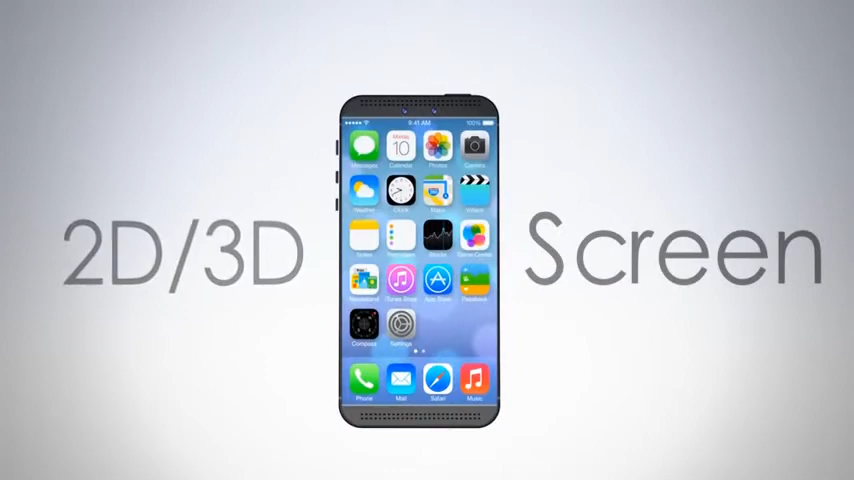 2D/3D Screen
9:41 AM 100%
Monday
10
Messages Calendar Photos Camera
Weather Clock Maps Videos
Notes Reminders Stocks Game Center
Newsstand iTunes Store App Store Passbook
Compass Settings
Phone Mail Safari Music